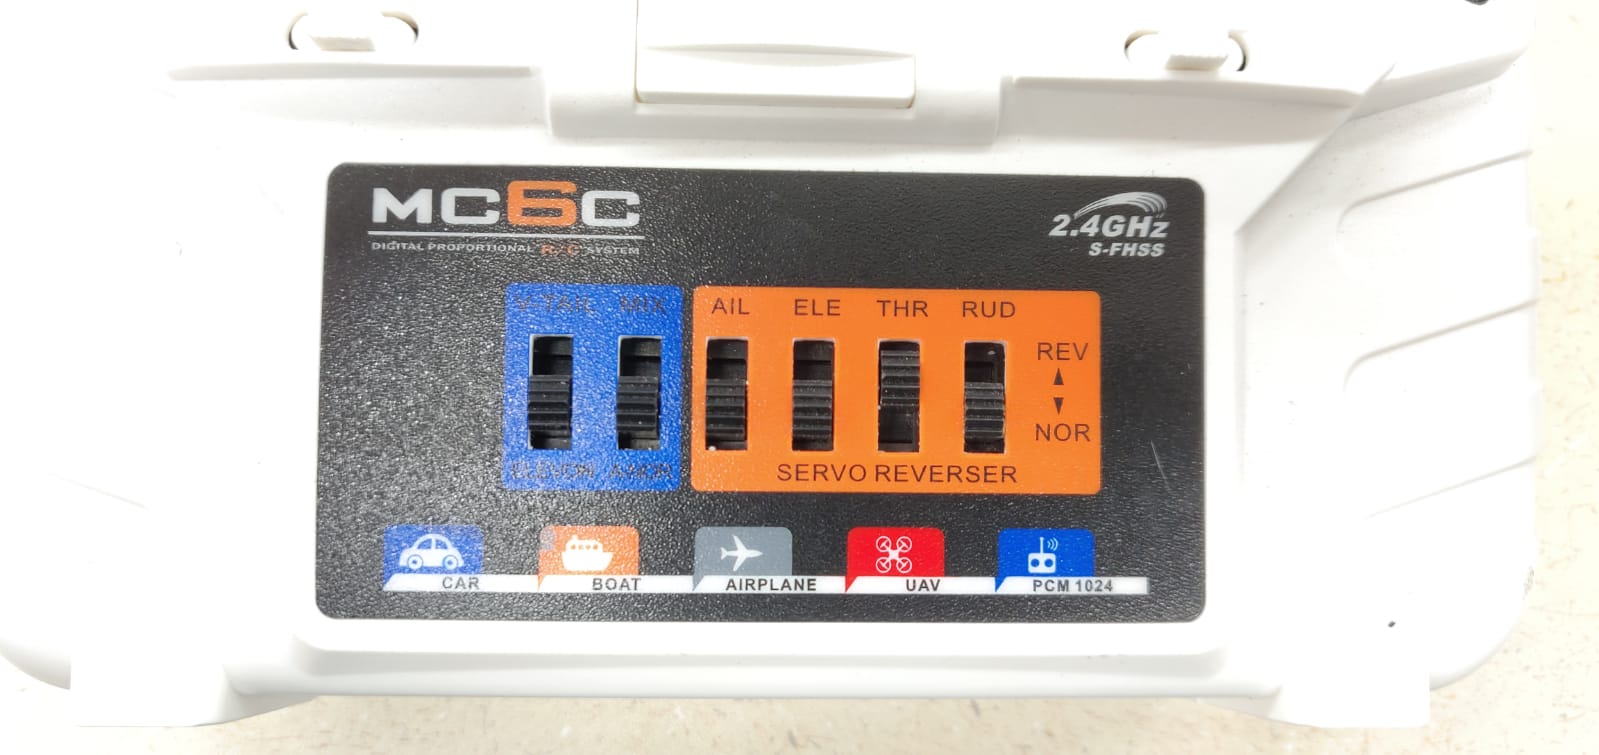 MC6C
DIGITAL PROPORTIONAL R/C SYSTEM
2.4GHz
S-FHSS
V-TAIL MIX
AIL ELE THR RUD
REV
NOR
ELEVON
SERVO REVERSER
CAR BOAT AIRPLANE UAV PCM 1024